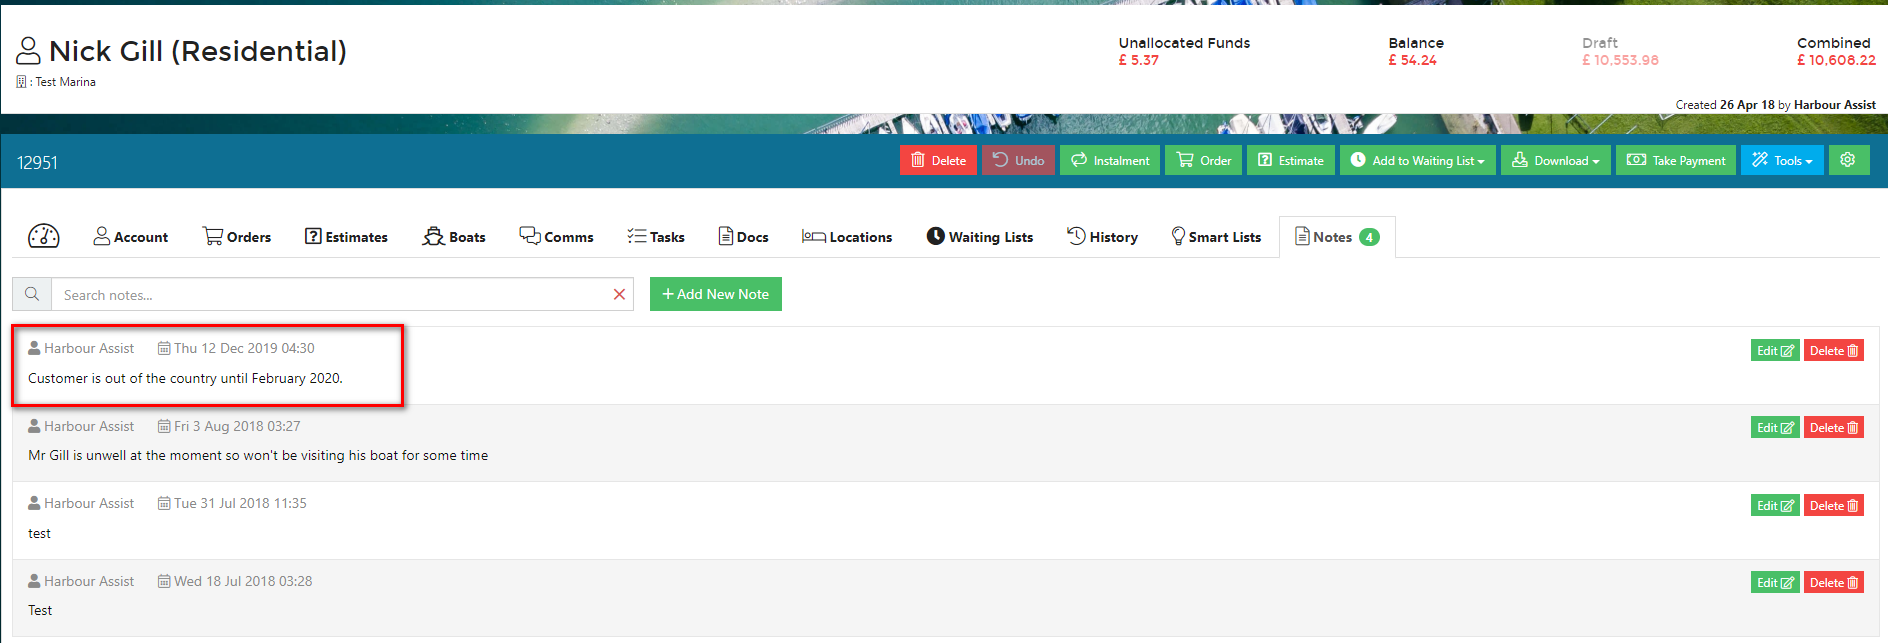 Nick Gill (Residential)
: Test Marina
Unallocated Funds
£ 5.37
Balance
£ 54.24
Draft
£ 10,553.98
Combined
£ 10,608.22
Created 26 Apr 18 by Harbour Assist
12951
Delete
Undo
Instalment
Order
Estimate
Add to Waiting List
Download
Take Payment
Tools
Account
Orders
Estimates
Boats
Comms
Tasks
Docs
Locations
Waiting Lists
History
Smart Lists
Notes 4
Search notes...
+ Add New Note
Harbour Assist Thu 12 Dec 2019 04:30
Edit Delete
Customer is out of the country until February 2020.
Harbour Assist Fri 3 Aug 2018 03:27
Edit Delete
Mr Gill is unwell at the moment so won't be visiting his boat for some time
Harbour Assist Tue 31 Jul 2018 11:35
Edit Delete
test
Harbour Assist Wed 18 Jul 2018 03:28
Edit Delete
Test